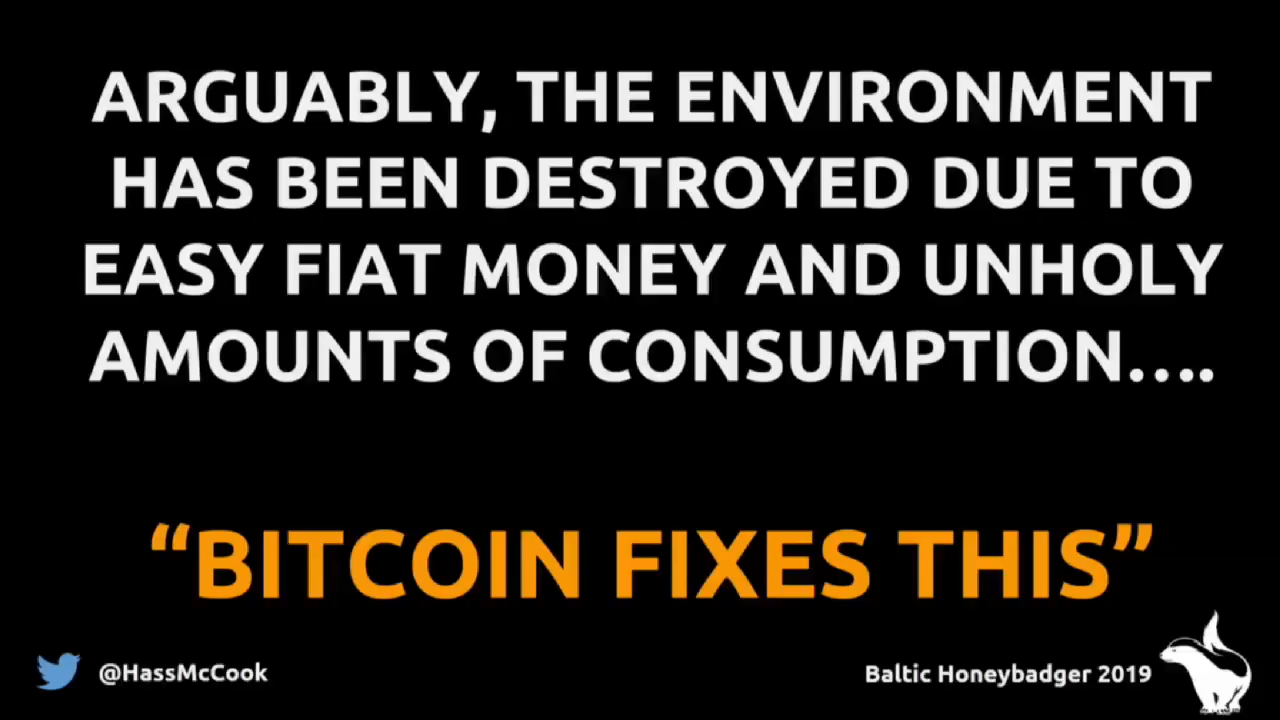 ARGUABLY, THE ENVIRONMENT
HAS BEEN DESTROYED DUE TO
EASY FIAT MONEY AND UNHOLY
AMOUNTS OF CONSUMPTION....
“BITCOIN FIXES THIS”
@HassMcCook
Baltic Honeybadger 2019